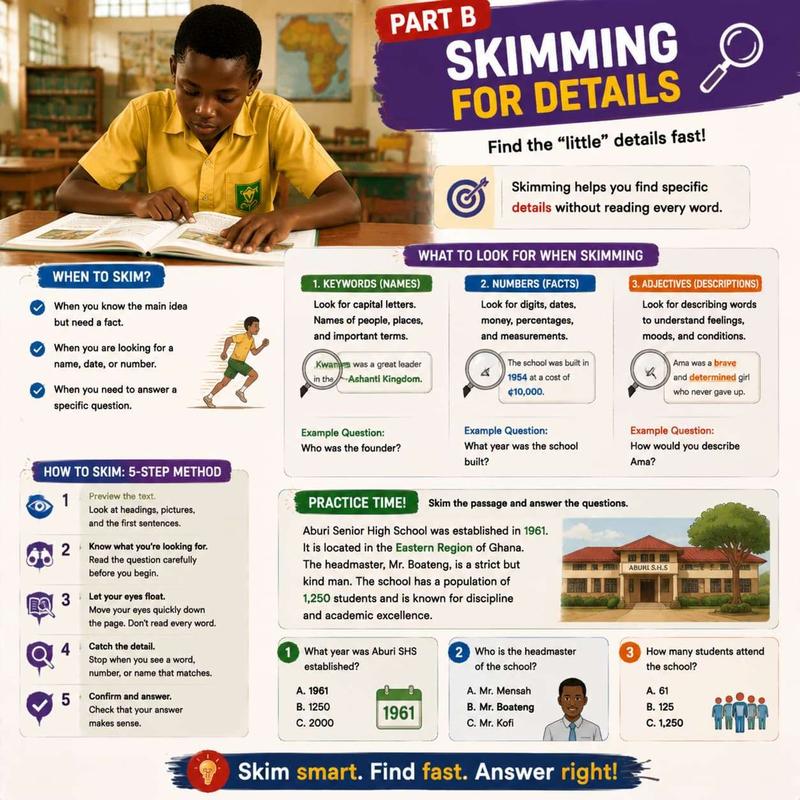 PART B
SKIMMING
FOR DETAILS
Find the “little” details fast!
Skimming helps you find specific
details without reading every word.
WHEN TO SKIM?
When you know the main idea
but need a fact.
When you are looking for a
name, date, or number.
When you need to answer a
specific question.
WHAT TO LOOK FOR WHEN SKIMMING
1. KEYWORDS (NAMES)
Look for capital letters.
Names of people, places,
and important terms.
was a great leader
in the Ashanti Kingdom.
Example Question:
Who was the founder?
2. NUMBERS (FACTS)
Look for digits, dates,
money, percentages,
and measurements.
The school was built in
1954 at a cost of
¢10,000.
Example Question:
What year was the school
built?
3. ADJECTIVES (DESCRIPTIONS)
Look for describing words
to understand feelings,
moods, and conditions.
Ama was a brave
and determined girl
who never gave up.
Example Question:
How would you describe
Ama?
HOW TO SKIM: 5-STEP METHOD
1
Preview the text.
Look at headings, pictures,
and the first sentences.
2
Know what you’re looking for.
Read the question carefully
before you begin.
3
Let your eyes float.
Move your eyes quickly down
the page. Don’t read every word.
4
Catch the detail.
Stop when you see a word,
number, or name that matches.
5
Confirm and answer.
Check that your answer
makes sense.
PRACTICE TIME!
Skim the passage and answer the questions.
Aburi Senior High School was established in 1961.
It is located in the Eastern Region of Ghana.
The headmaster, Mr. Boateng, is a strict but
kind man. The school has a population of
1,250 students and is known for discipline
and academic excellence.
ABURI S.H.S
1
What year was Aburi SHS
established?
A. 1961
B. 1250
C. 2000
1961
2
Who is the headmaster
of the school?
A. Mr. Mensah
B. Mr. Boateng
C. Mr. Kofi
3
How many students attend
the school?
A. 61
B. 125
C. 1,250
Skim smart. Find fast. Answer right!